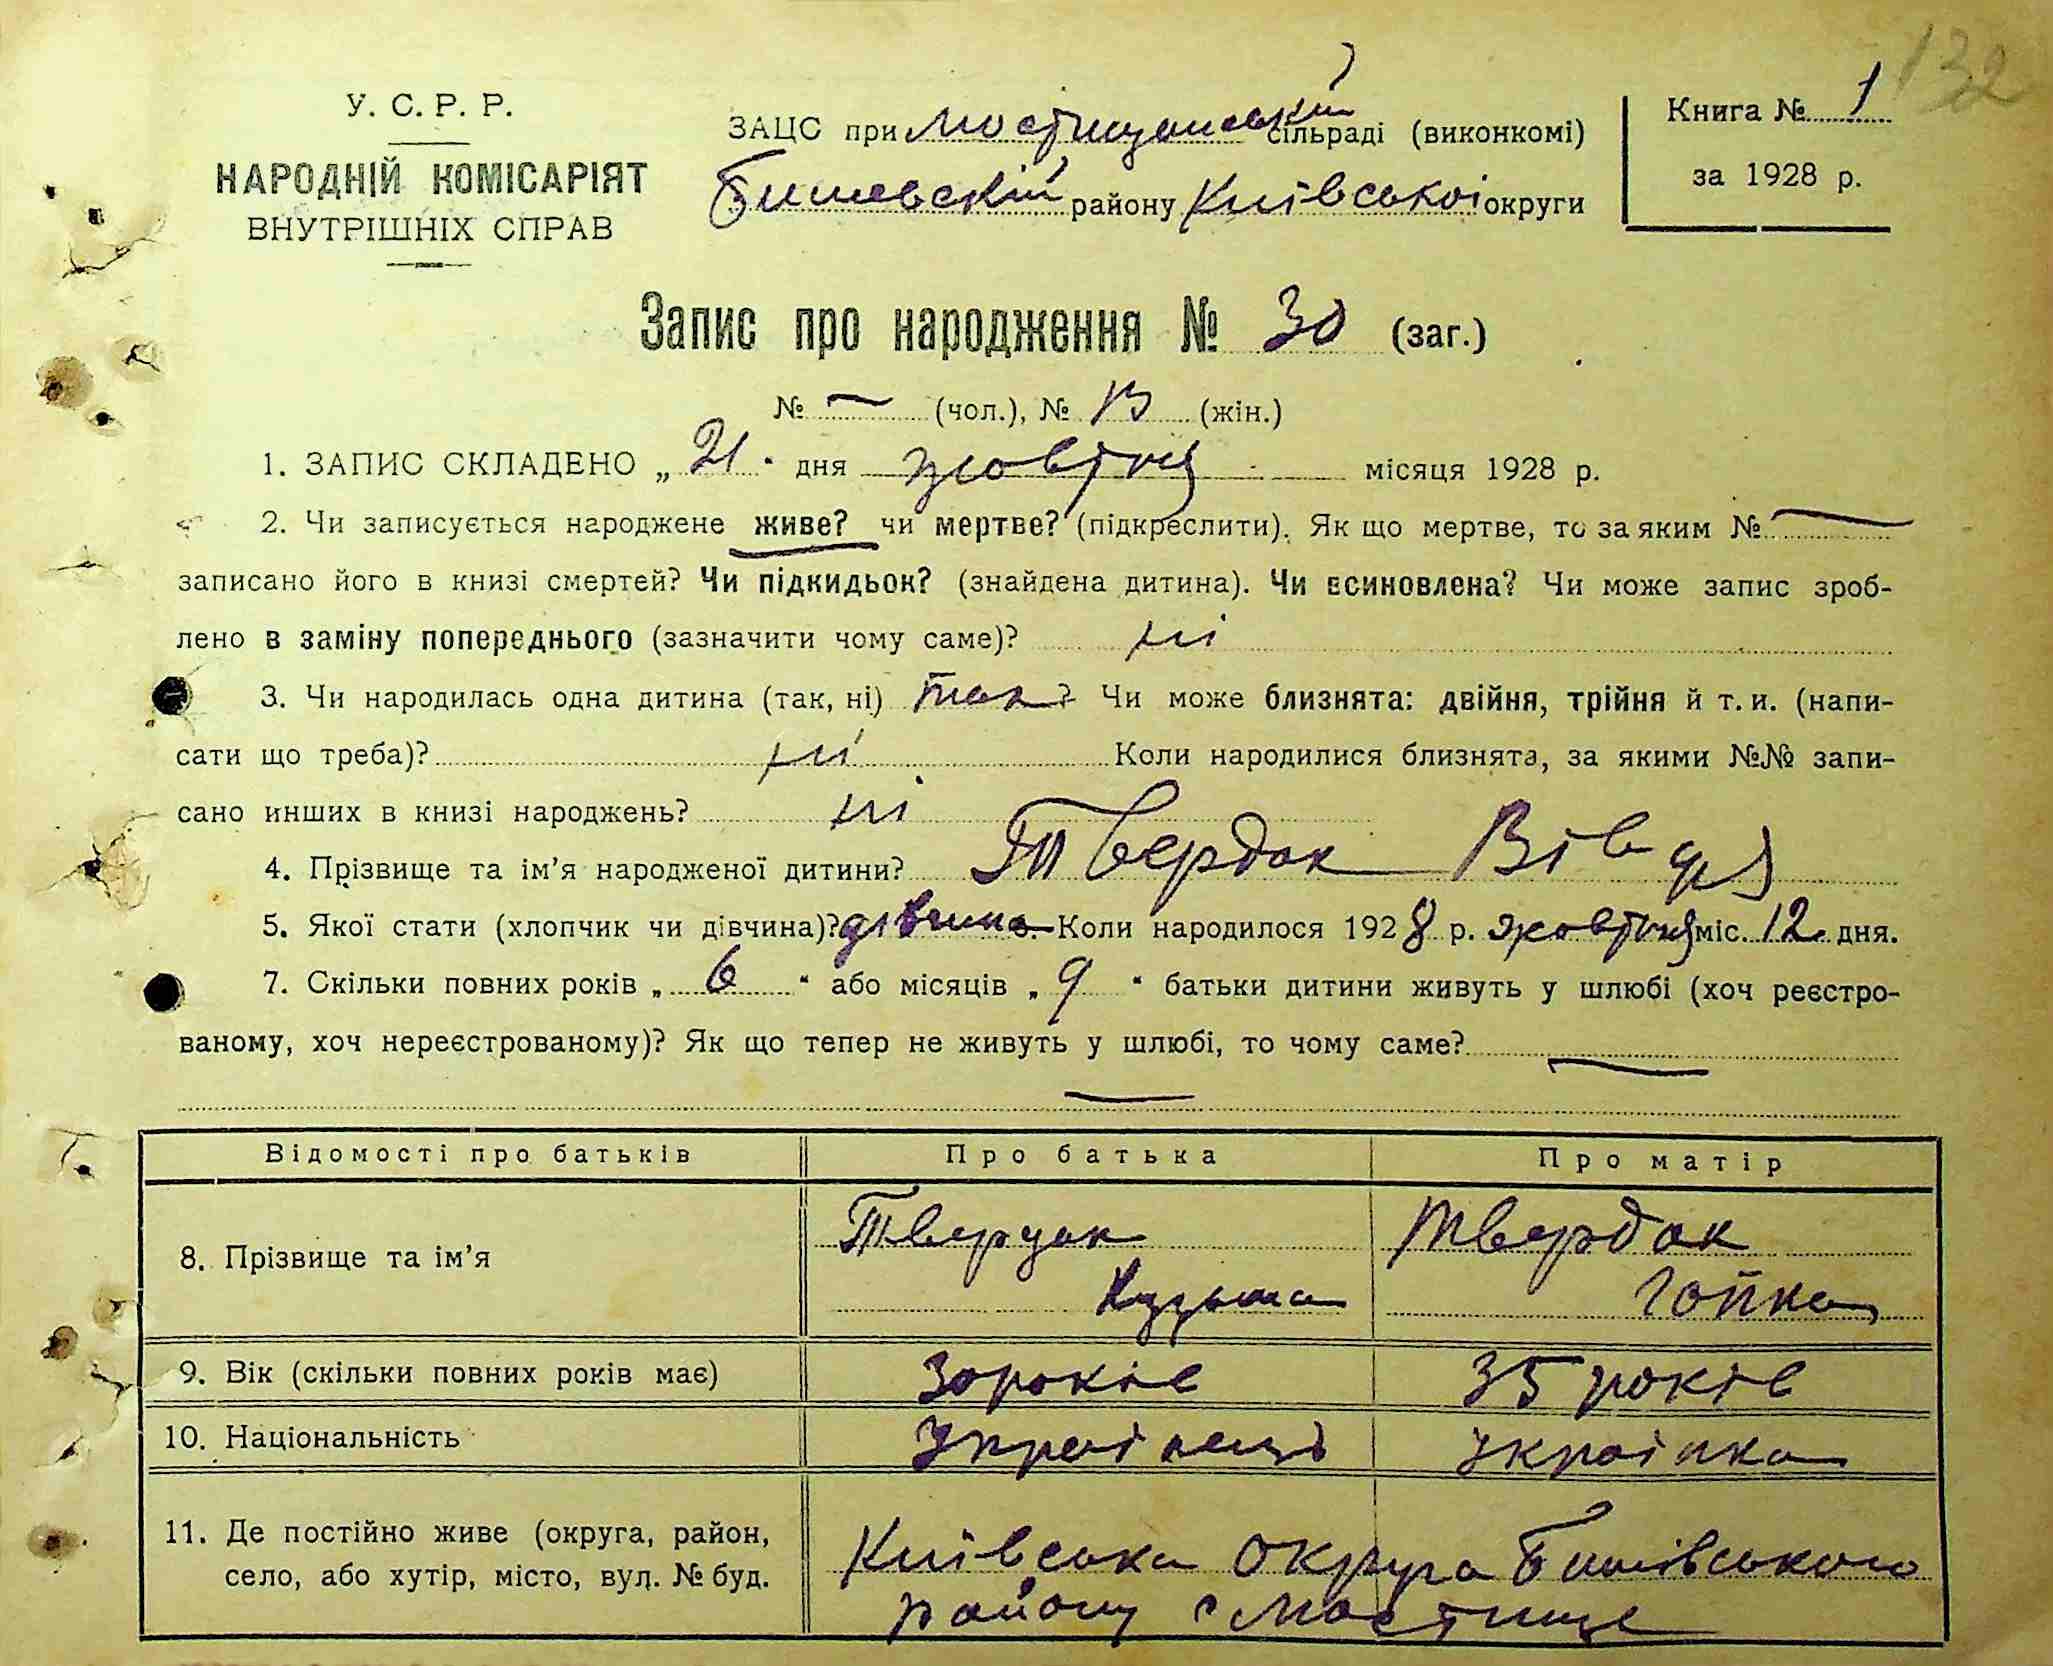 132
У. С. Р. Р.
НАРОДНІЙ КОМІСАРІЯТ
ВНУТРІШНІХ СПРАВ
ЗАЦС при Мостищанській сільраді (виконкомі)
Бишевскій району Київської округи
Книга № 1
за 1928 р.
Запис про народження № 30 (заг.)
№ — (чол.), № 13 (жін.)
1. ЗАПИС СКЛАДЕНО „ 21 " дня жовтня місяця 1928 р.
2. Чи записується народжене живе? чи мертве? (підкреслити). Як що мертве, то за яким № —
записано його в книзі смертей? Чи підкидьок? (знайдена дитина). Чи всиновлена? Чи може запис зроб-
лено в заміну попереднього (зазначити чому саме)? ні
3. Чи народилась одна дитина (так, ні) так? Чи може близнята: двійня, трійня й т. и. (напи-
сати що треба)? ні Коли народилися близнята, за якими №№ запи-
сано инших в книзі народжень? ні
4. Прізвище та ім'я народженої дитини? Твердак Вівдя
5. Якої стати (хлопчик чи дівчина)? дівчина. Коли народилося 1928 р. жовтня міс. 12 дня.
7. Скільки повних років „ 6 " або місяців „ 9 " батьки дитини живуть у шлюбі (хоч реєстро-
ваному, хоч нереєстрованому)? Як що тепер не живуть у шлюбі, то чому саме? —
—
Відомості про батьків Про батька Про матір
8. Прізвище та ім'я Твердак Кузьма Твердак Гапка
9. Вік (скільки повних років має) 30 років 35 років
10. Національність Українець Українка
11. Де постійно живе (округа, район,
село, або хутір, місто, вул. № буд.
Київська округа Бишівського
району с Мостище